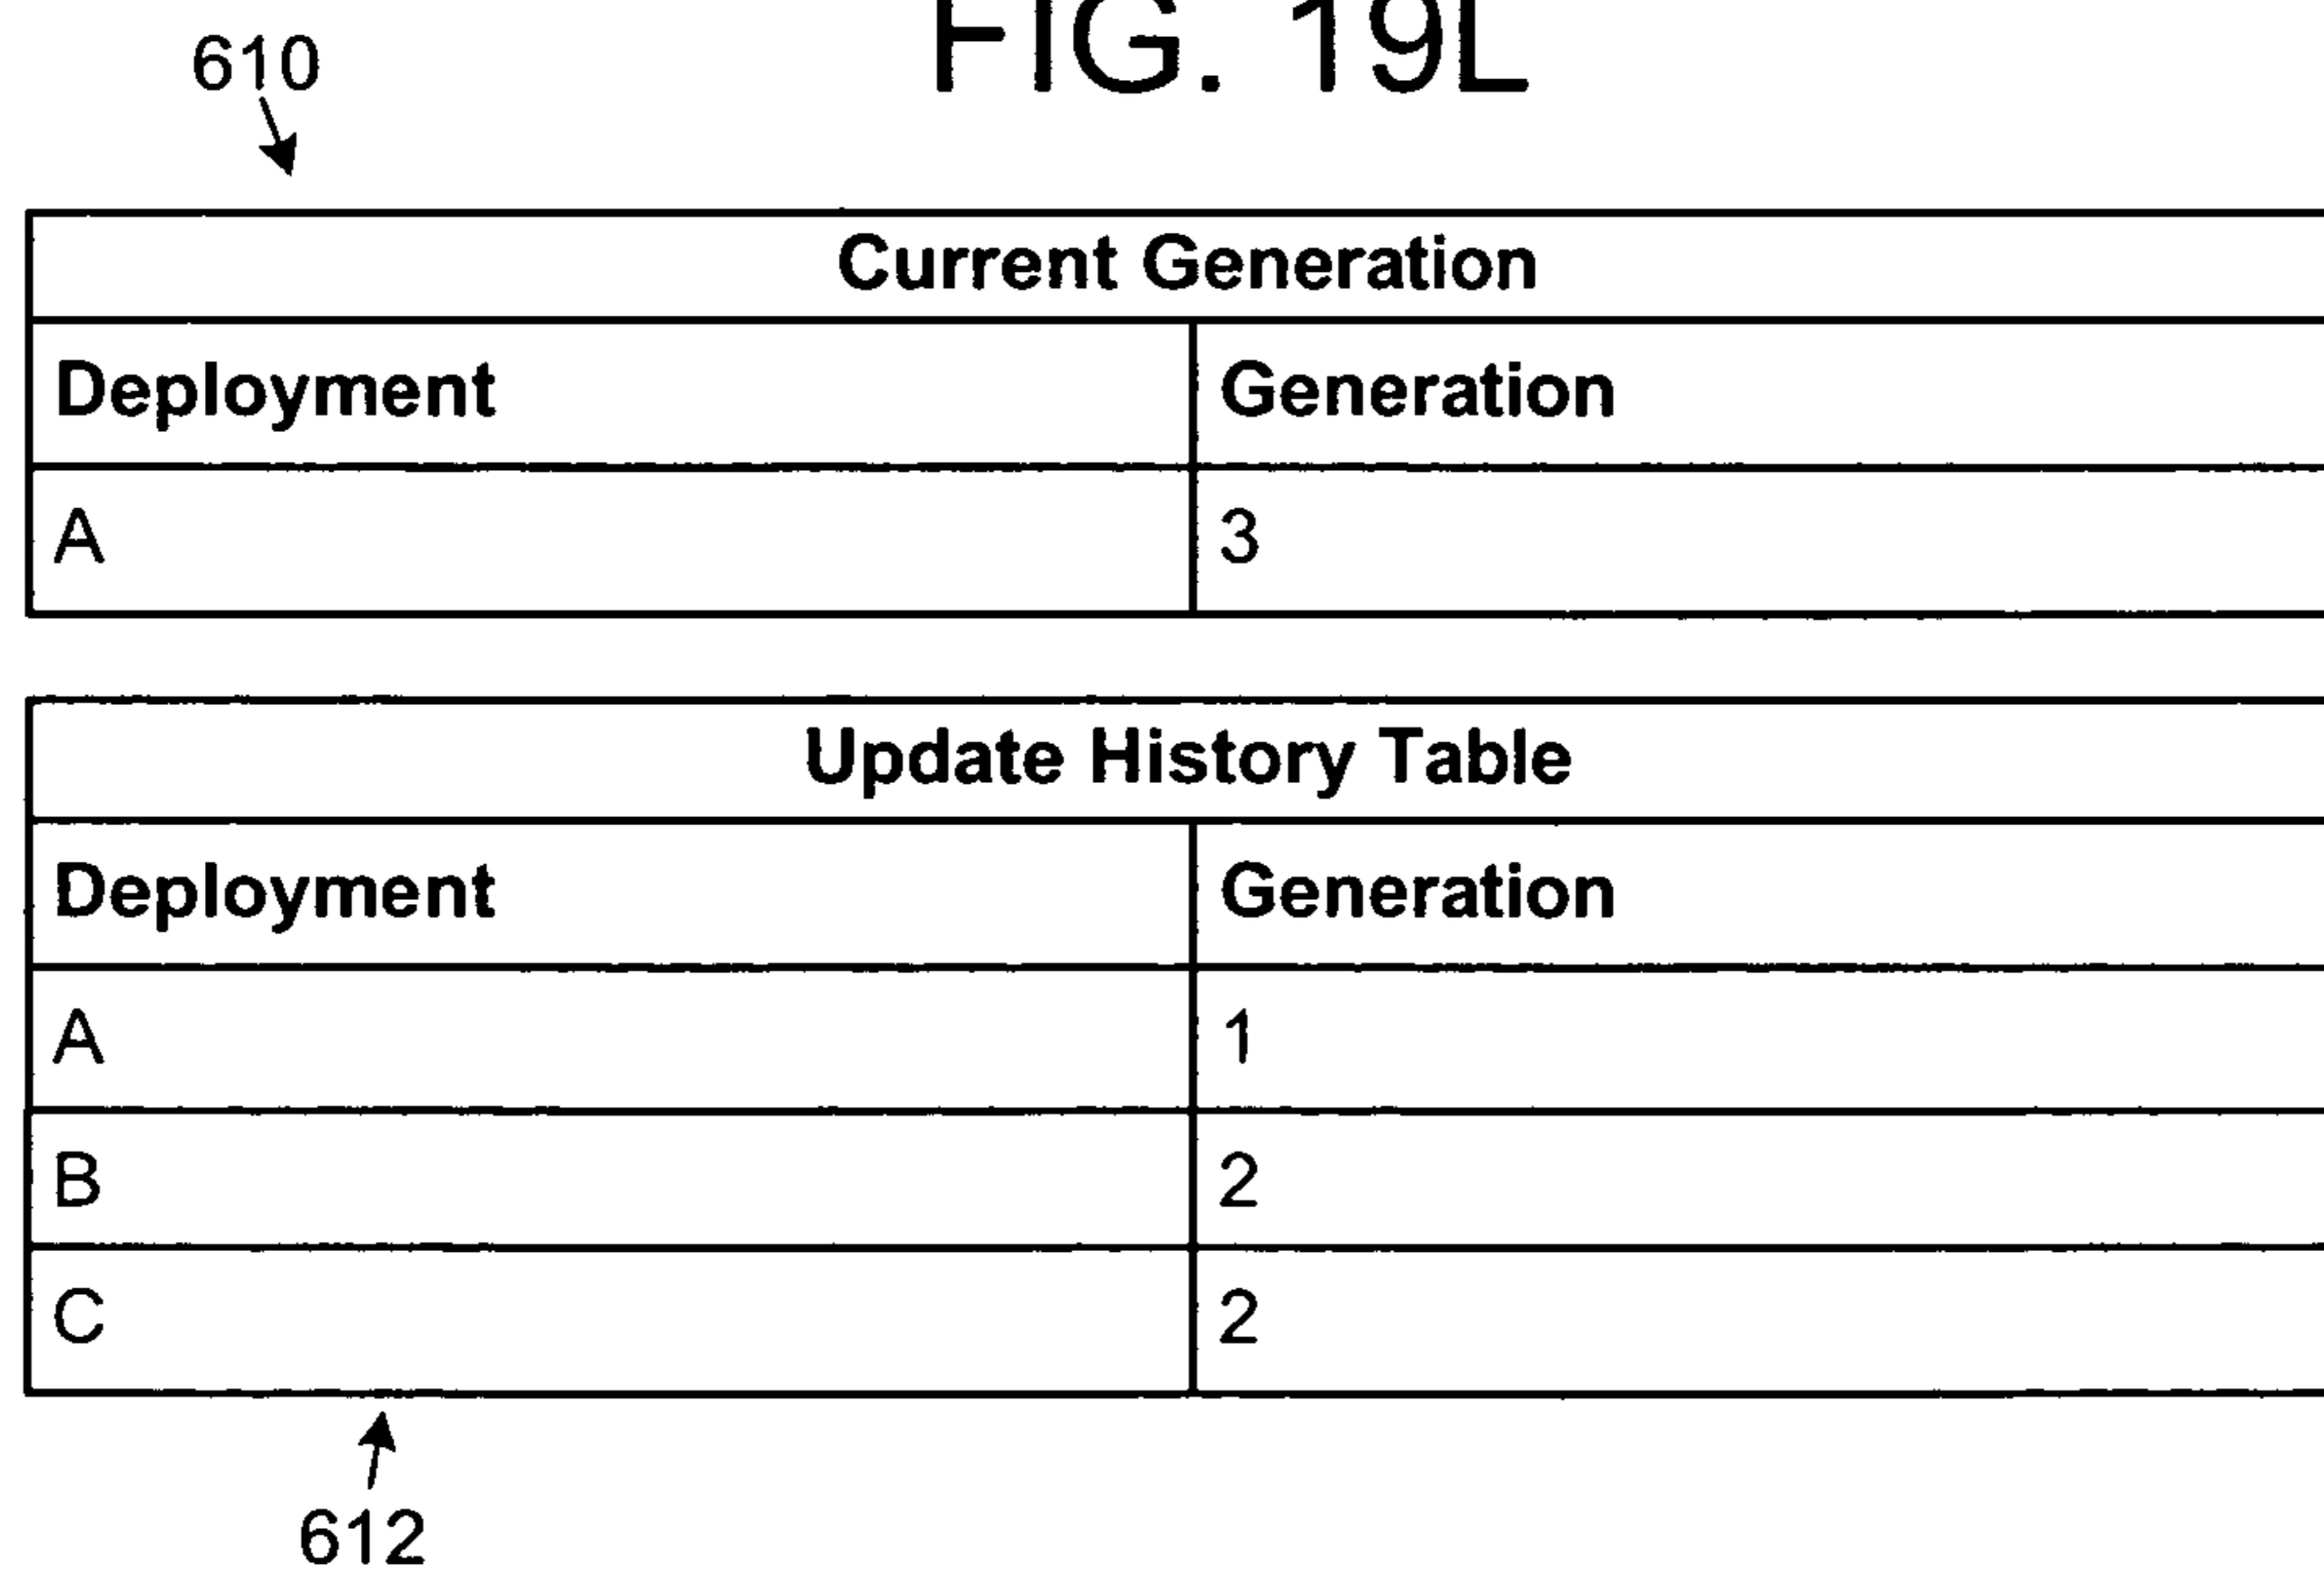 FIG. 19L
610
Current Generation
Deployment Generation
A 3
Update History Table
Deployment Generation
A 1
B 2
C 2
612